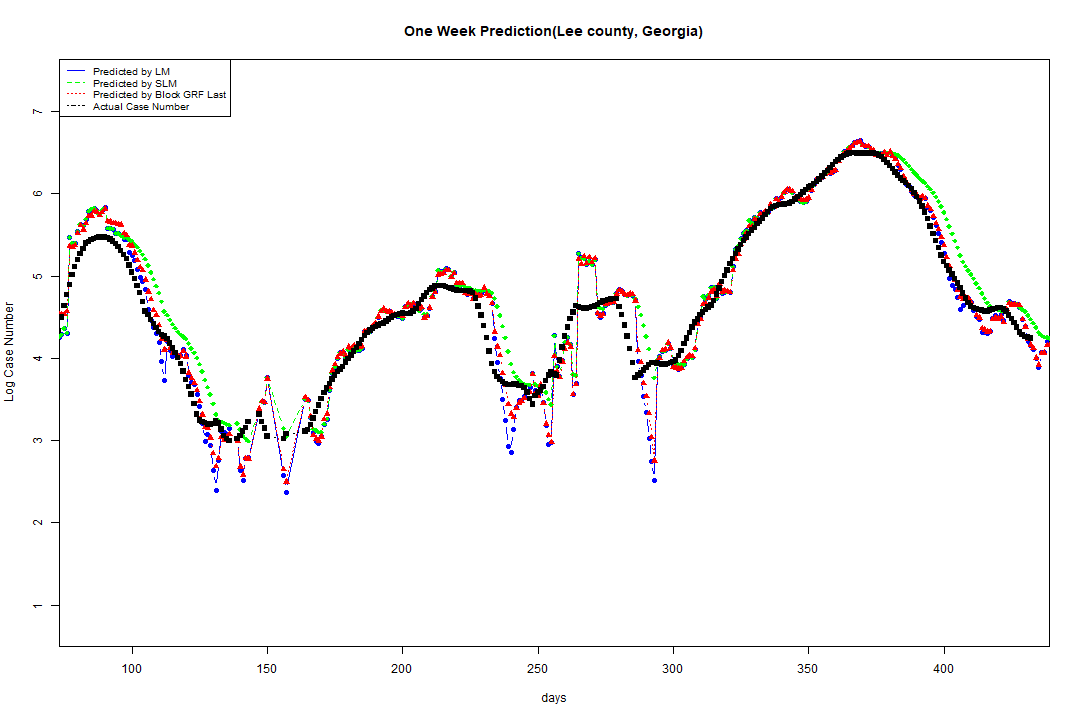 One Week Prediction(Lee county, Georgia)
Predicted by LM
Predicted by SLM
Predicted by Block GRF Last
Actual Case Number
7
6
5
4
3
2
1
Log Case Number
100 150 200 250 300 350 400
days